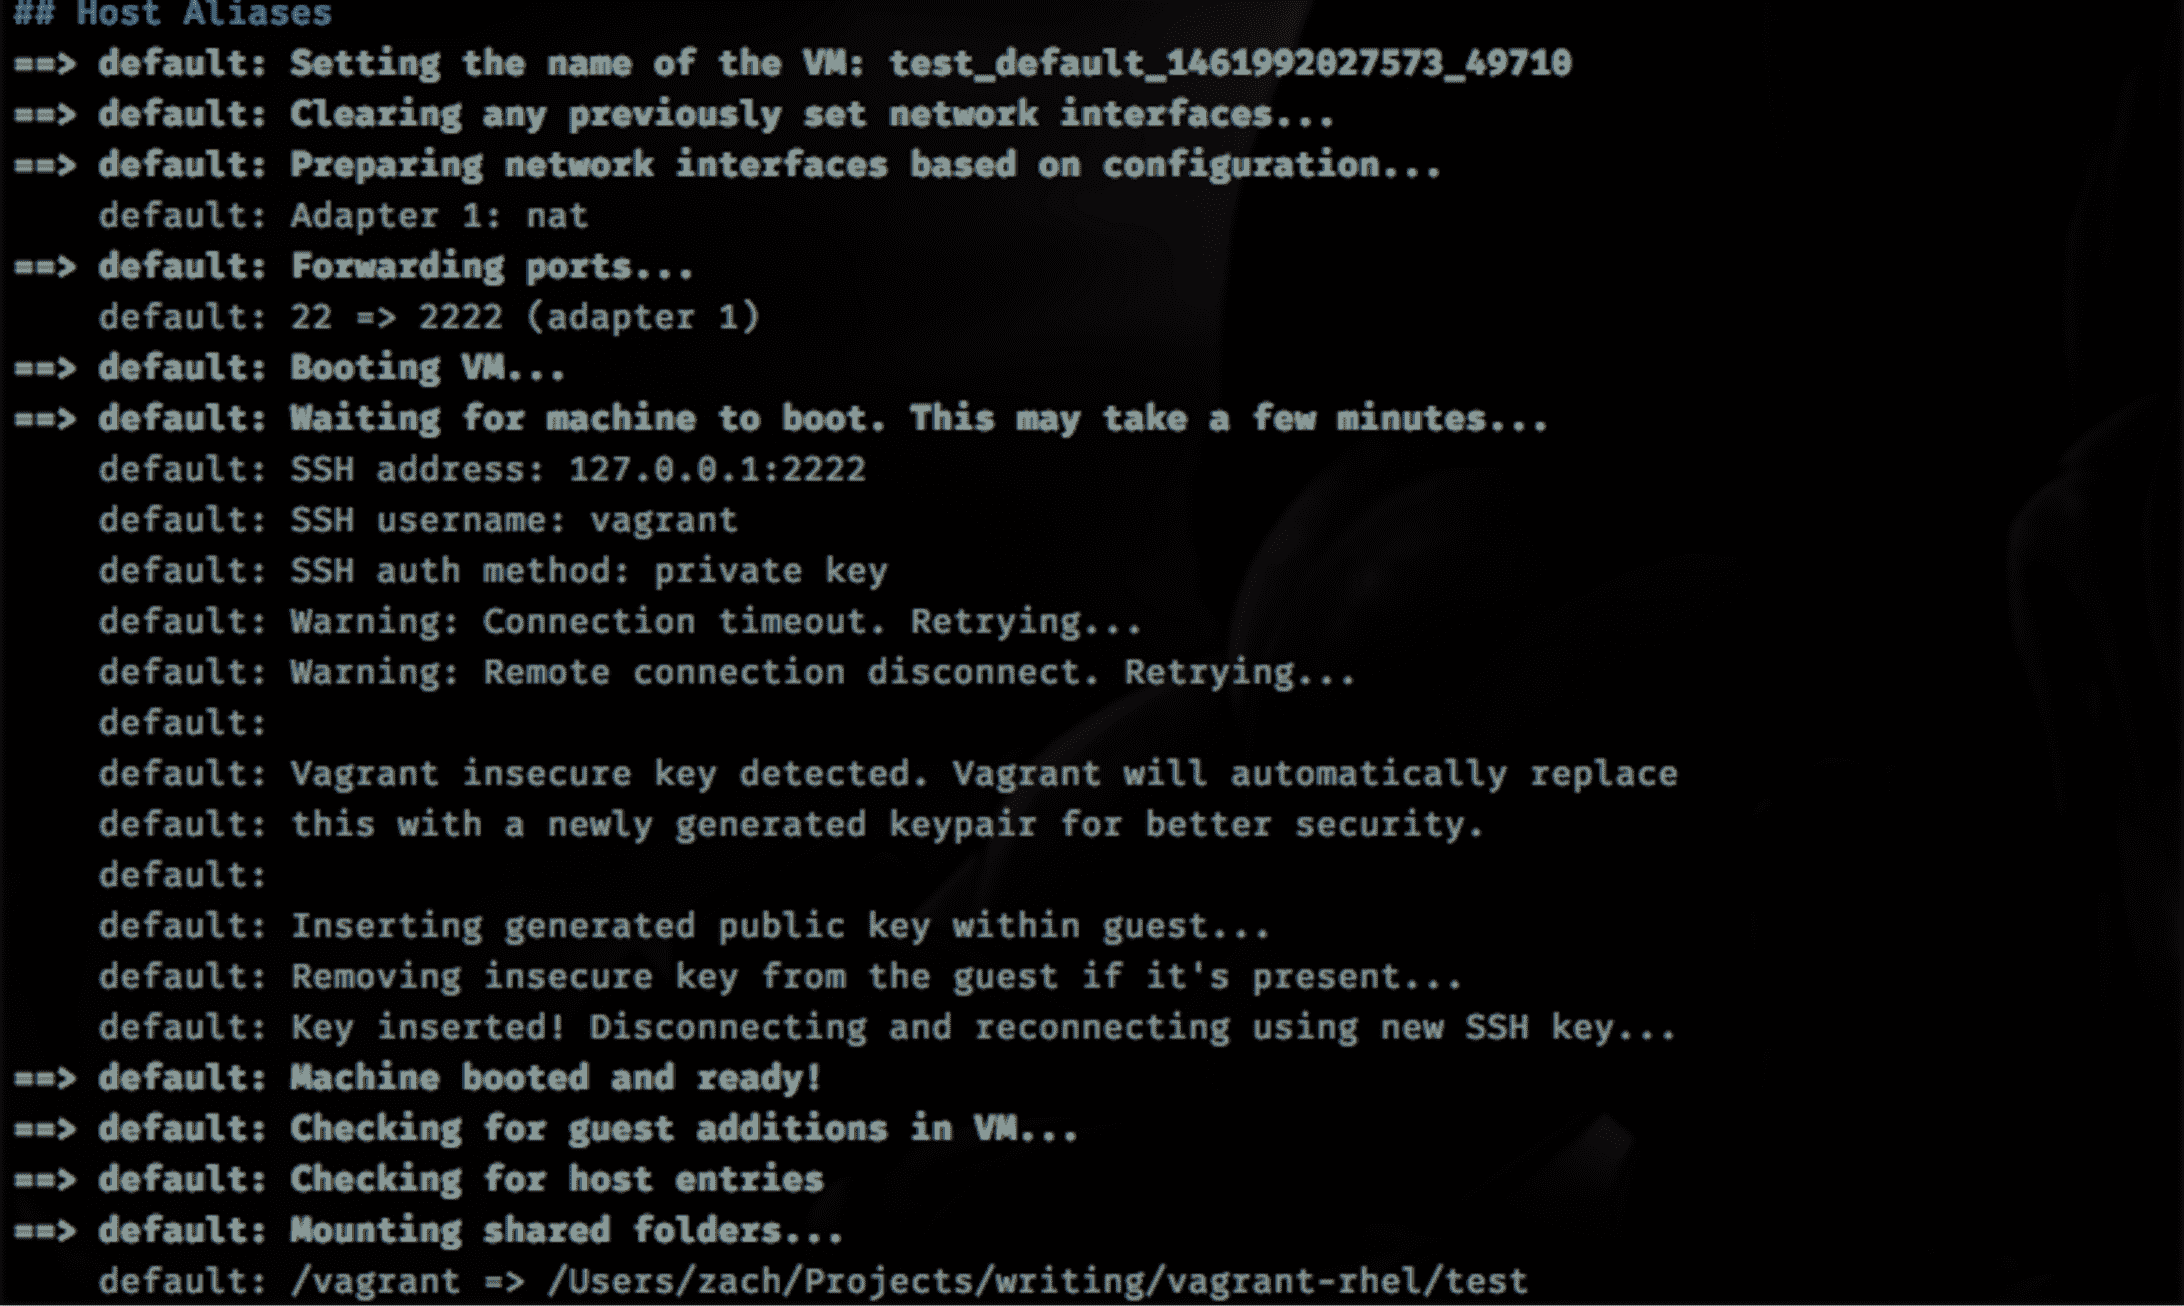 ## Host Aliases
==> default: Setting the name of the VM: test_default_1461992027573_49710
==> default: Clearing any previously set network interfaces...
==> default: Preparing network interfaces based on configuration...
    default: Adapter 1: nat
==> default: Forwarding ports...
    default: 22 => 2222 (adapter 1)
==> default: Booting VM...
==> default: Waiting for machine to boot. This may take a few minutes...
    default: SSH address: 127.0.0.1:2222
    default: SSH username: vagrant
    default: SSH auth method: private key
    default: Warning: Connection timeout. Retrying...
    default: Warning: Remote connection disconnect. Retrying...
    default:
    default: Vagrant insecure key detected. Vagrant will automatically replace
    default: this with a newly generated keypair for better security.
    default:
    default: Inserting generated public key within guest...
    default: Removing insecure key from the guest if it's present...
    default: Key inserted! Disconnecting and reconnecting using new SSH key...
==> default: Machine booted and ready!
==> default: Checking for guest additions in VM...
==> default: Checking for host entries
==> default: Mounting shared folders...
    default: /vagrant => /Users/zach/Projects/writing/vagrant-rhel/test